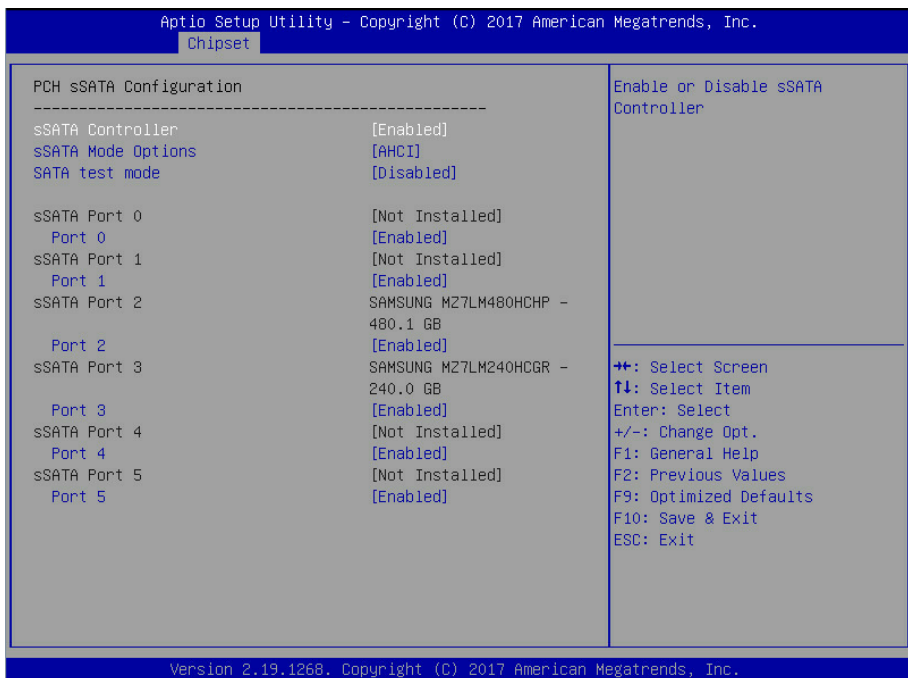 Aptio Setup Utility – Copyright (C) 2017 American Megatrends, Inc.
Chipset
PCH sSATA Configuration
------------------------------------------------
sSATA Controller [Enabled]
sSATA Mode Options [AHCI]
SATA test mode [Disabled]
sSATA Port 0 [Not Installed]
Port 0 [Enabled]
sSATA Port 1 [Not Installed]
Port 1 [Enabled]
sSATA Port 2 SAMSUNG MZ7LM480HCHP –
480.1 GB
Port 2 [Enabled]
sSATA Port 3 SAMSUNG MZ7LM240HCGR –
240.0 GB
Port 3 [Enabled]
sSATA Port 4 [Not Installed]
Port 4 [Enabled]
sSATA Port 5 [Not Installed]
Port 5 [Enabled]
Enable or Disable sSATA
Controller
→←: Select Screen
↑↓: Select Item
Enter: Select
+/-: Change Opt.
F1: General Help
F2: Previous Values
F9: Optimized Defaults
F10: Save & Exit
ESC: Exit
Version 2.19.1268. Copyright (C) 2017 American Megatrends, Inc.